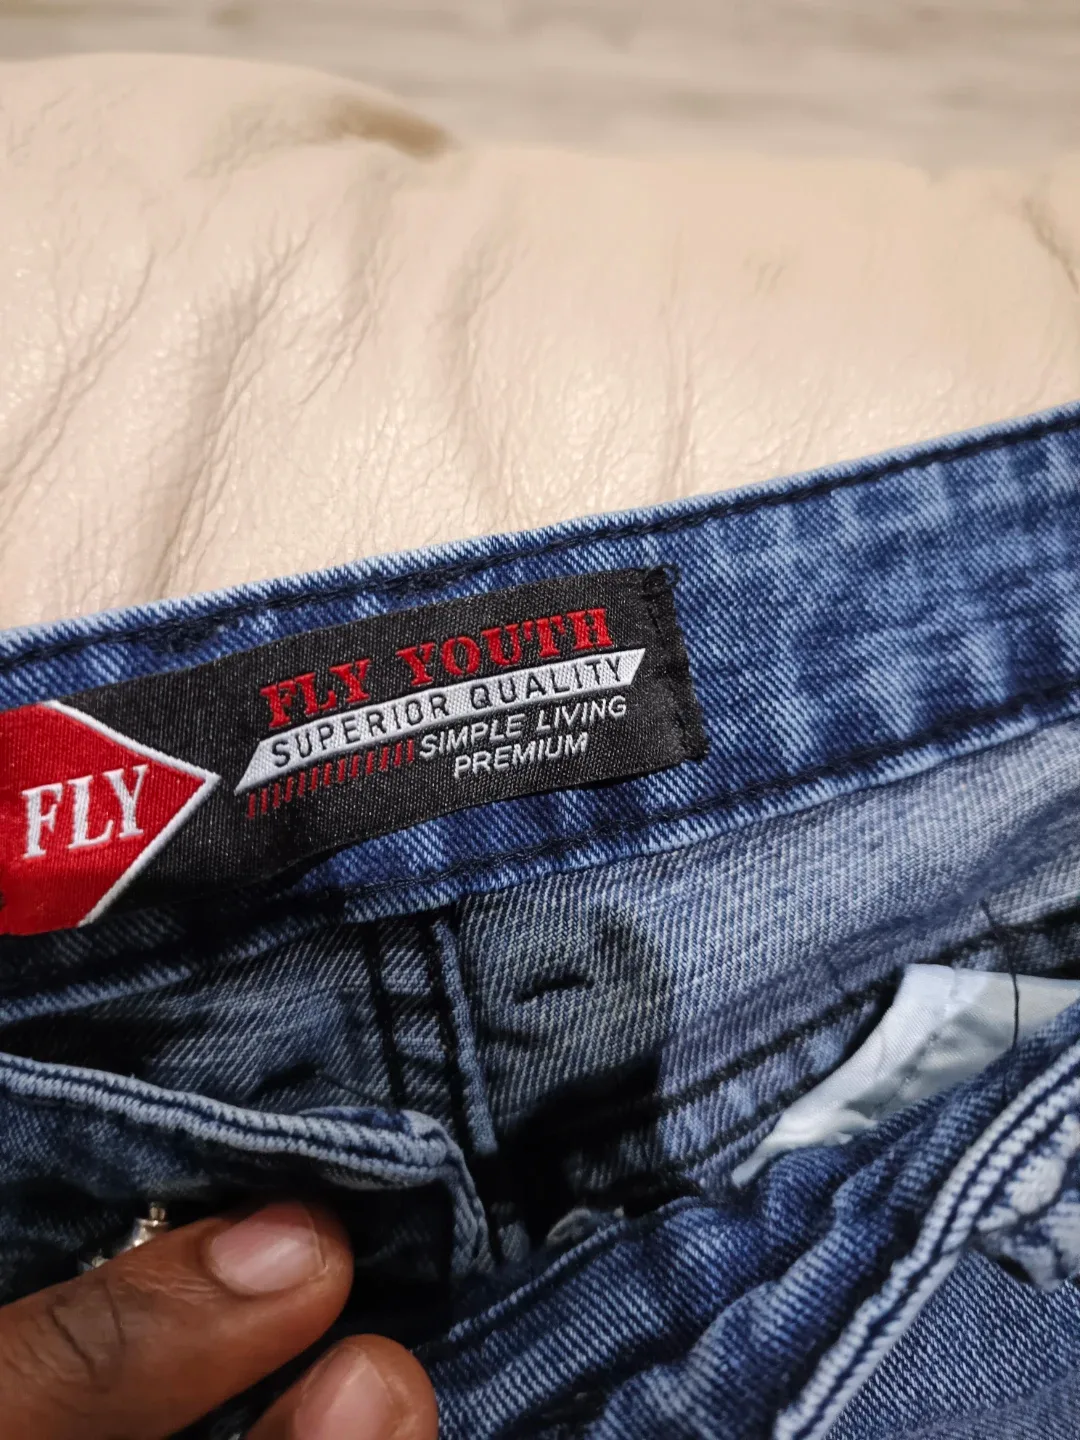 FLY
FLY YOUTH
SUPERIOR QUALITY
SIMPLE LIVING
PREMIUM